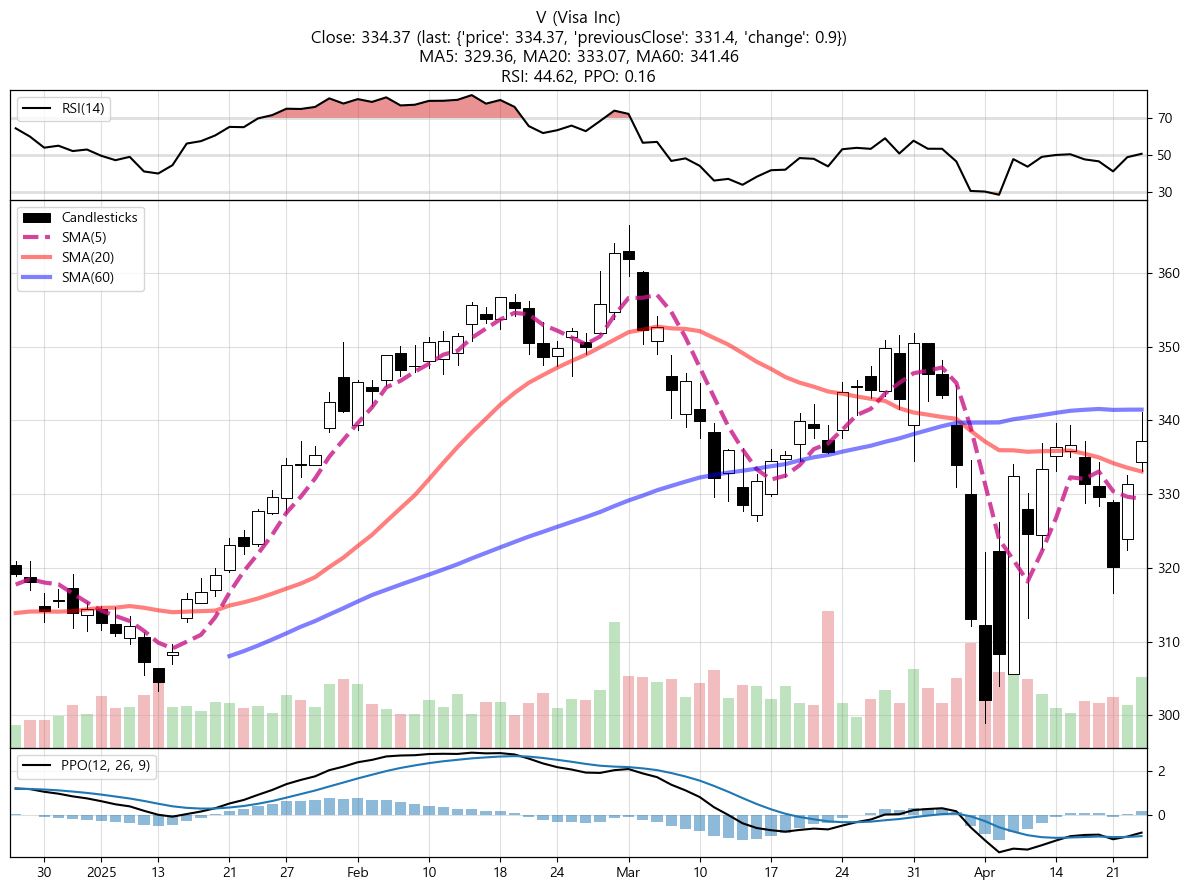 V (Visa Inc)
Close: 334.37 (last: {'price': 334.37, 'previousClose': 331.4, 'change': 0.9})
MA5: 329.36, MA20: 333.07, MA60: 341.46
RSI: 44.62, PPO: 0.16
RSI(14)
70
50
30
Candlesticks
SMA(5)
SMA(20)
SMA(60)
360
350
340
330
320
310
300
PPO(12, 26, 9)
2
0
30 2025 13 21 27 Feb 10 18 24 Mar 10 17 24 31 Apr 14 21